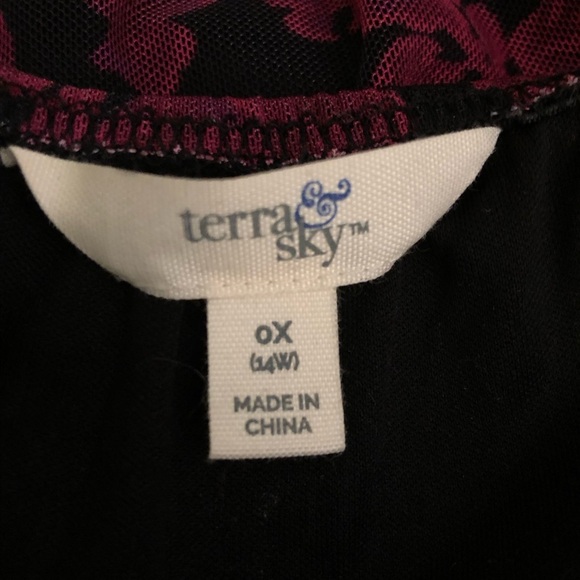 terra &
sky™
0X
(14W)
MADE IN
CHINA